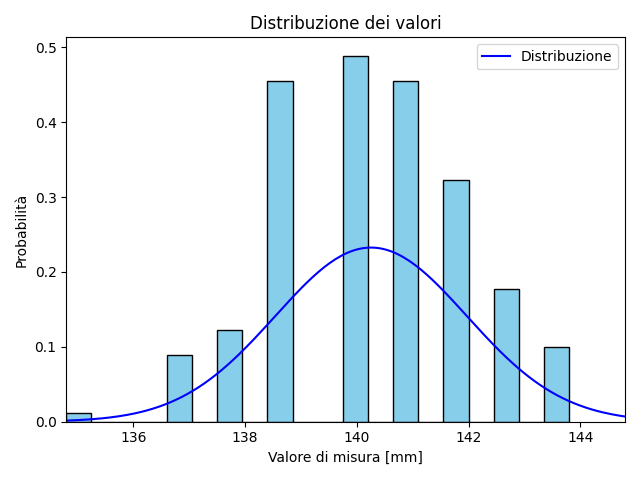 Distribuzione dei valori
Distribuzione
0.5
0.4
0.3
0.2
0.1
0.0
Probabilità
136 138 140 142 144
Valore di misura [mm]